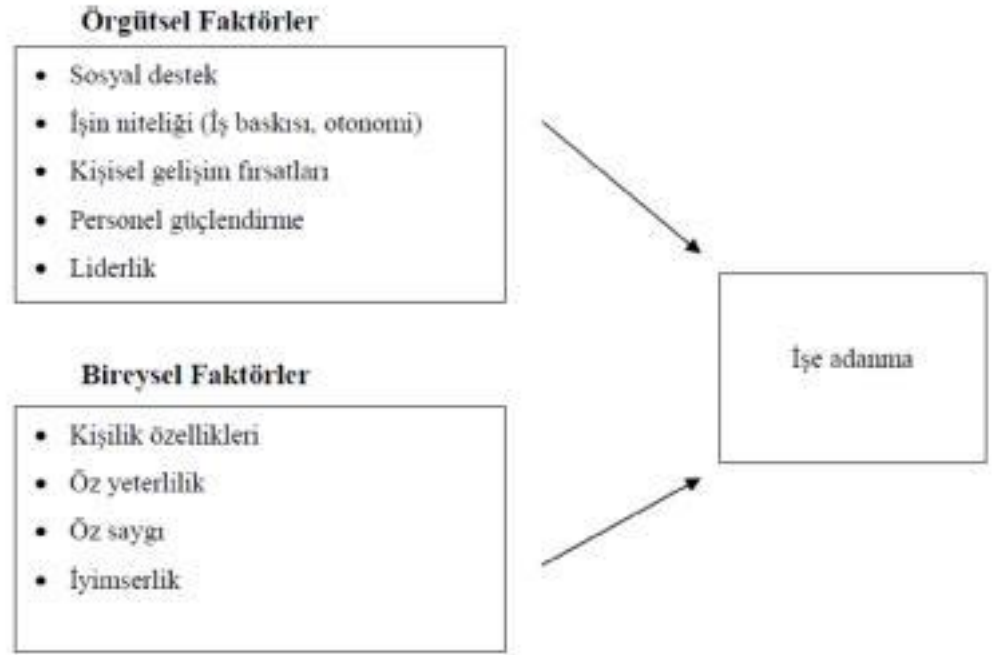 Örgütsel Faktörler
• Sosyal destek
• İşin niteliği (İş baskısı, otonomi)
• Kişisel gelişim fırsatları
• Personel güçlendirme
• Liderlik
İşe adanma
Bireysel Faktörler
• Kişilik özellikleri
• Öz yeterlilik
• Öz saygı
• İyimserlik